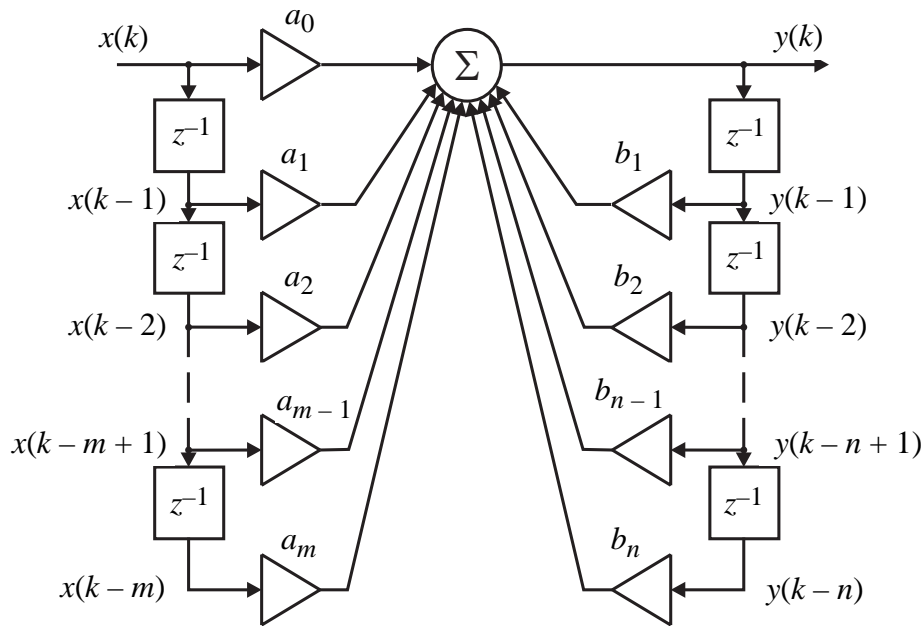 a₀
x(k) Σ y(k)
z⁻¹ z⁻¹
a₁ b₁
x(k – 1) y(k – 1)
z⁻¹ z⁻¹
a₂ b₂
x(k – 2) y(k – 2)
aₘ ₋ ₁ bₙ ₋ ₁
x(k – m + 1) y(k – n + 1)
z⁻¹ z⁻¹
aₘ bₙ
x(k – m) y(k – n)